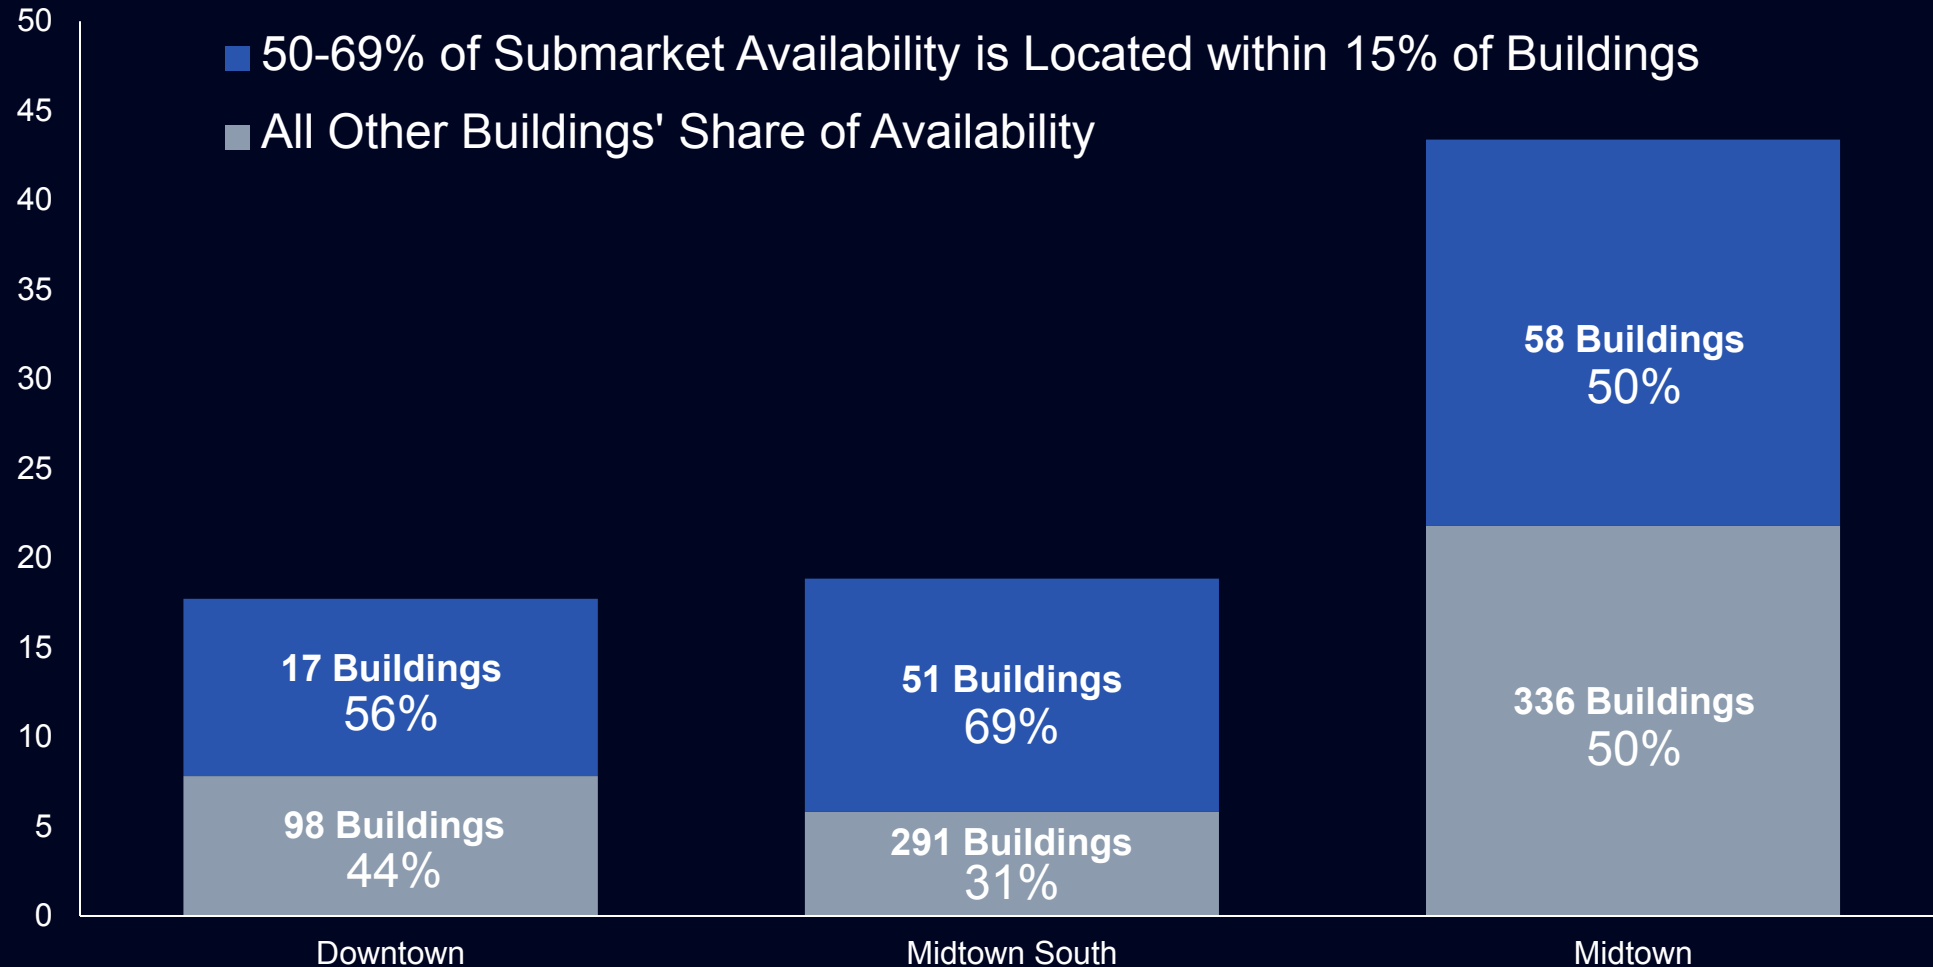 50-69% of Submarket Availability is Located within 15% of Buildings
All Other Buildings' Share of Availability
50
45
40
35
30
25
20
15
10
5
0
17 Buildings
56%
98 Buildings
44%
51 Buildings
69%
291 Buildings
31%
58 Buildings
50%
336 Buildings
50%
Downtown
Midtown South
Midtown